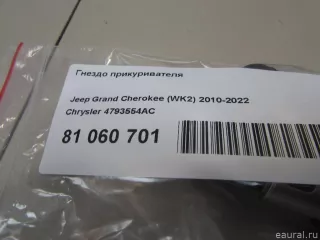 Гнездо прикуривателя
Jeep Grand Cherokee (WK2) 2010-2022
Chrysler 4793554AC
81 060 701
eaural.ru